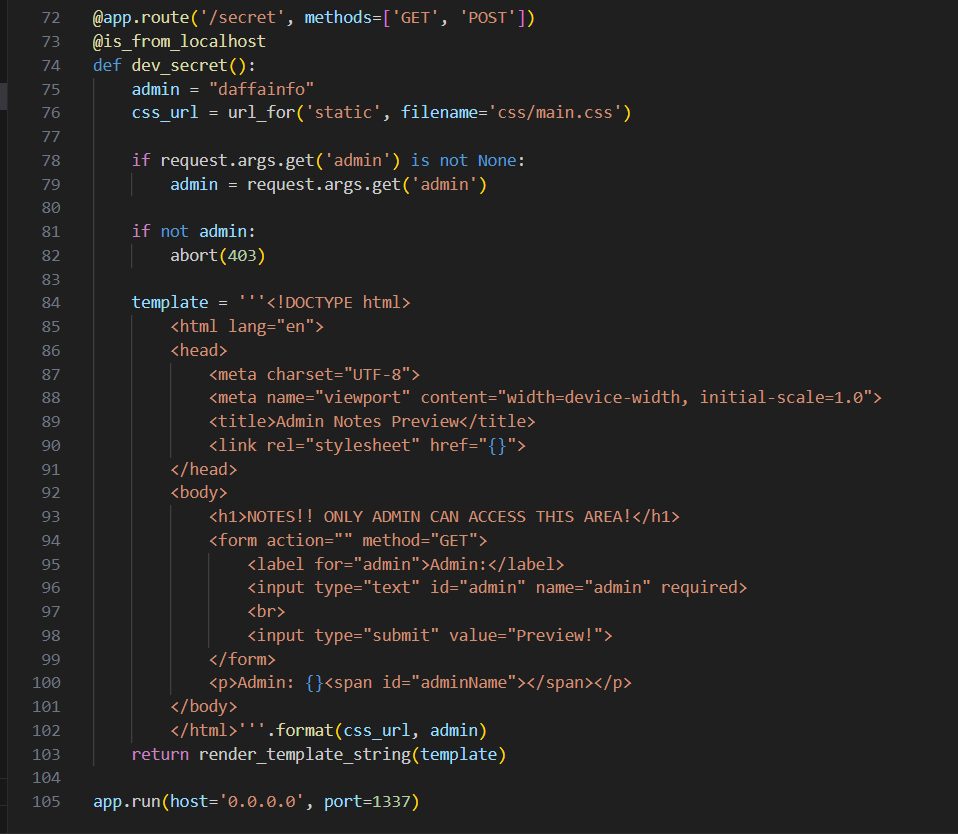 72 @app.route('/secret', methods=['GET', 'POST'])
73 @is_from_localhost
74 def dev_secret():
75     admin = "daffainfo"
76     css_url = url_for('static', filename='css/main.css')
77
78     if request.args.get('admin') is not None:
79         admin = request.args.get('admin')
80
81     if not admin:
82         abort(403)
83
84     template = '''<!DOCTYPE html>
85         <html lang="en">
86         <head>
87             <meta charset="UTF-8">
88             <meta name="viewport" content="width=device-width, initial-scale=1.0">
89             <title>Admin Notes Preview</title>
90             <link rel="stylesheet" href="{}">
91         </head>
92         <body>
93             <h1>NOTES!! ONLY ADMIN CAN ACCESS THIS AREA!</h1>
94             <form action="" method="GET">
95                 <label for="admin">Admin:</label>
96                 <input type="text" id="admin" name="admin" required>
97                 <br>
98                 <input type="submit" value="Preview!">
99             </form>
100             <p>Admin: {}<span id="adminName"></span></p>
101         </body>
102         </html>'''.format(css_url, admin)
103     return render_template_string(template)
104
105 app.run(host='0.0.0.0', port=1337)